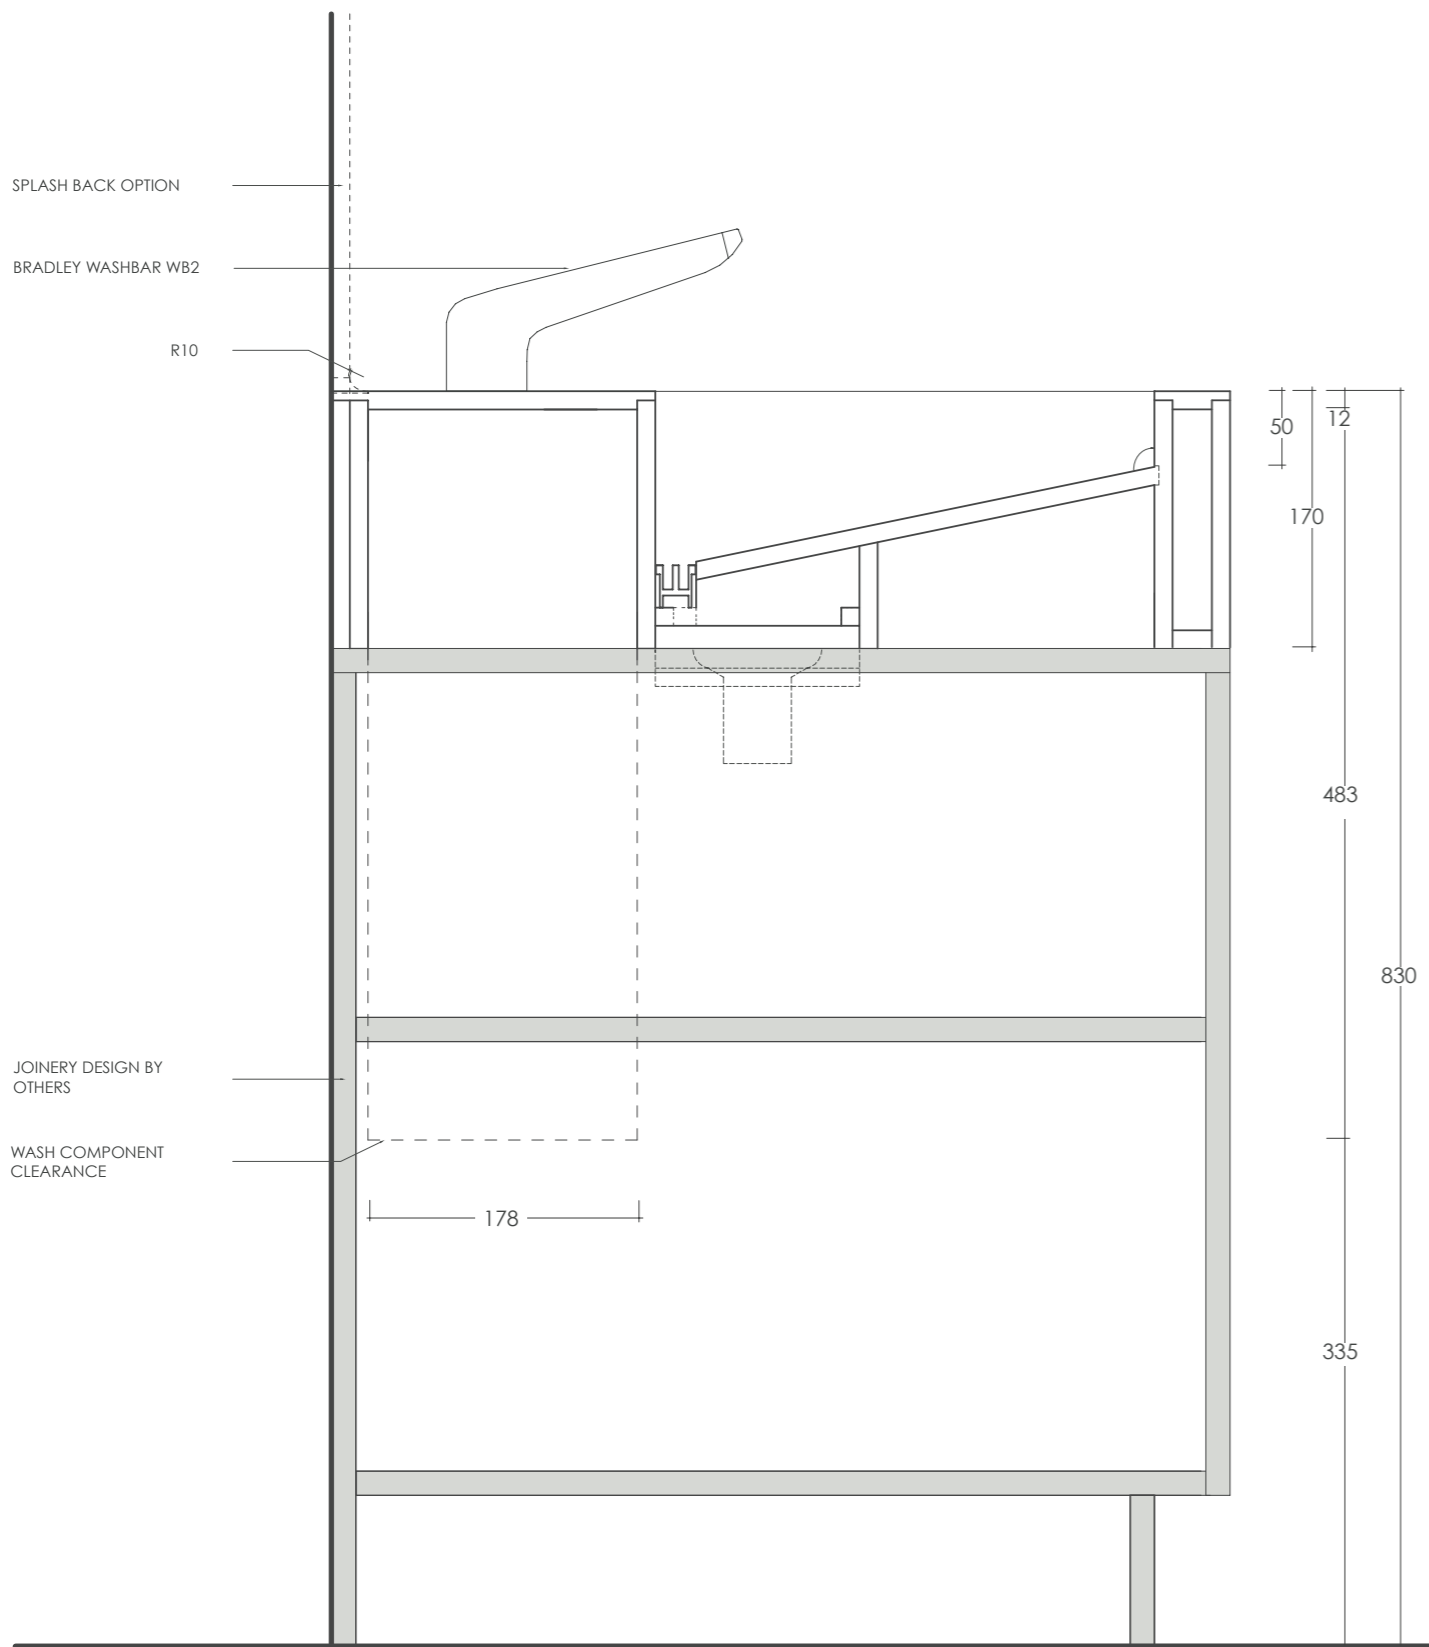 SPLASH BACK OPTION
BRADLEY WASHBAR WB2
R10
50
12
170
483
830
JOINERY DESIGN BY
OTHERS
WASH COMPONENT
CLEARANCE
178
335